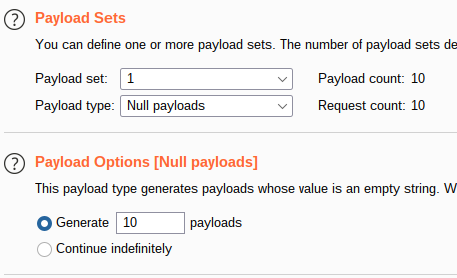 ? Payload Sets
You can define one or more payload sets. The number of payload sets de
Payload set: 1 Payload count: 10
Payload type: Null payloads Request count: 10
? Payload Options [Null payloads]
This payload type generates payloads whose value is an empty string. W
Generate 10 payloads
Continue indefinitely